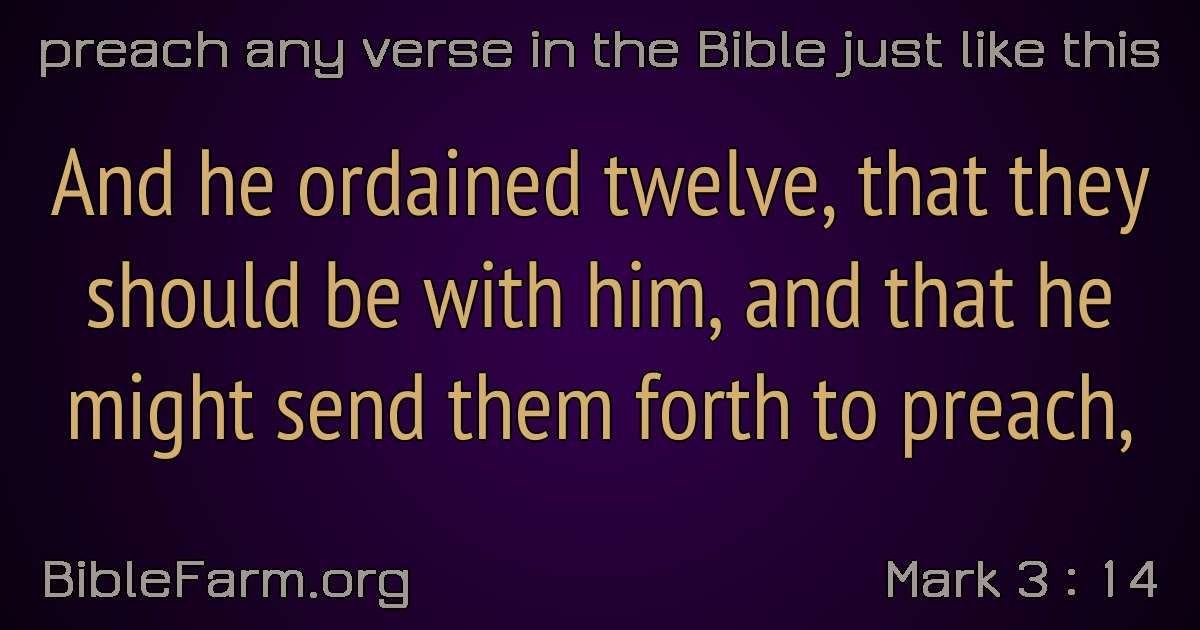 preach any verse in the Bible just like this
And he ordained twelve, that they
should be with him, and that he
might send them forth to preach,
BibleFarm.org
Mark 3 : 14